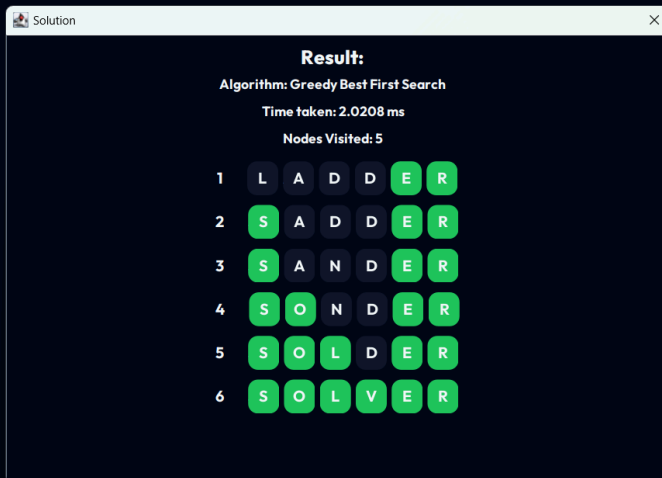 Solution
Result:
Algorithm: Greedy Best First Search
Time taken: 2.0208 ms
Nodes Visited: 5
1 L A D D E R
2 S A D D E R
3 S A N D E R
4 S O N D E R
5 S O L D E R
6 S O L V E R